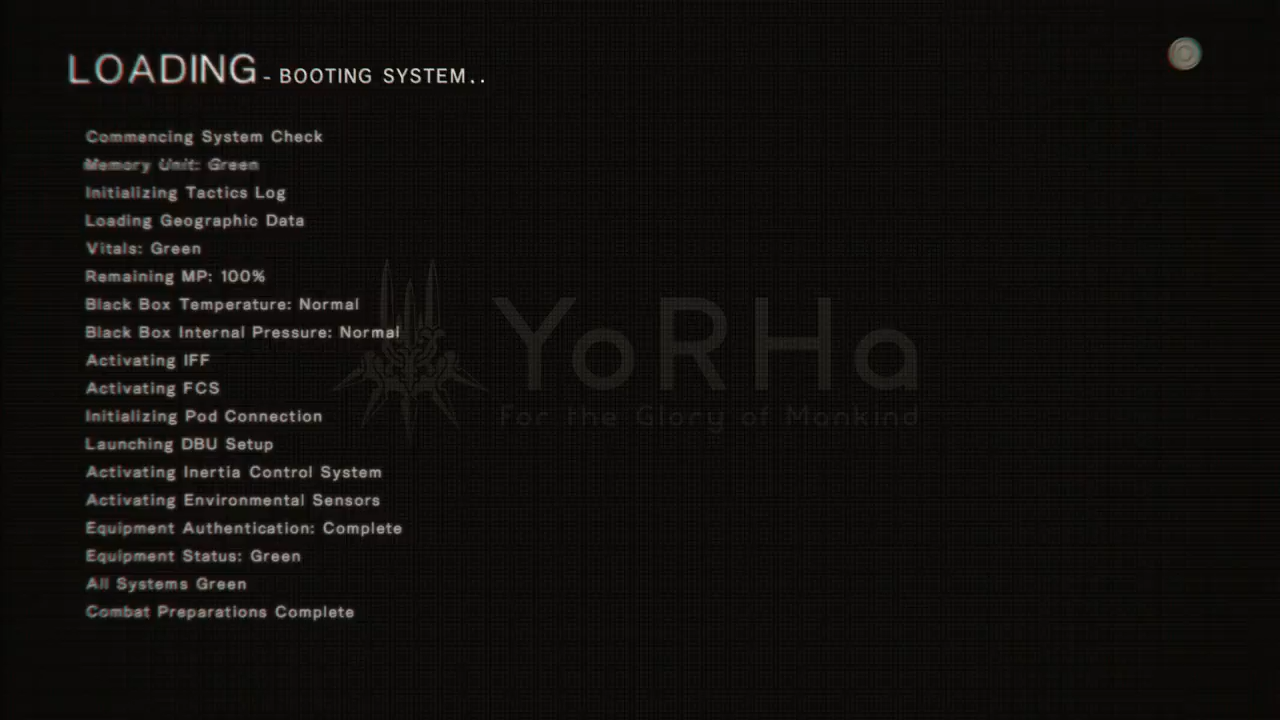 LOADING - BOOTING SYSTEM..
Commencing System Check
Memory Unit: Green
Initializing Tactics Log
Loading Geographic Data
Vitals: Green
Remaining MP: 100%
Black Box Temperature: Normal
Black Box Internal Pressure: Normal
Activating IFF
Activating FCS
Initializing Pod Connection
Launching DBU Setup
Activating Inertia Control System
Activating Environmental Sensors
Equipment Authentication: Complete
Equipment Status: Green
All Systems Green
Combat Preparations Complete
YoRHa
For the Glory of Mankind